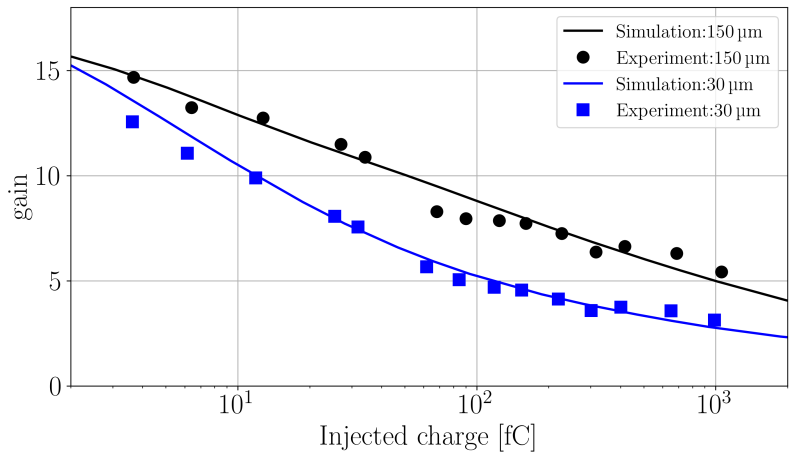 Simulation:150 µm
Experiment:150 µm
Simulation:30 µm
Experiment:30 µm
15
10
5
0
gain
10¹ 10² 10³
Injected charge [fC]